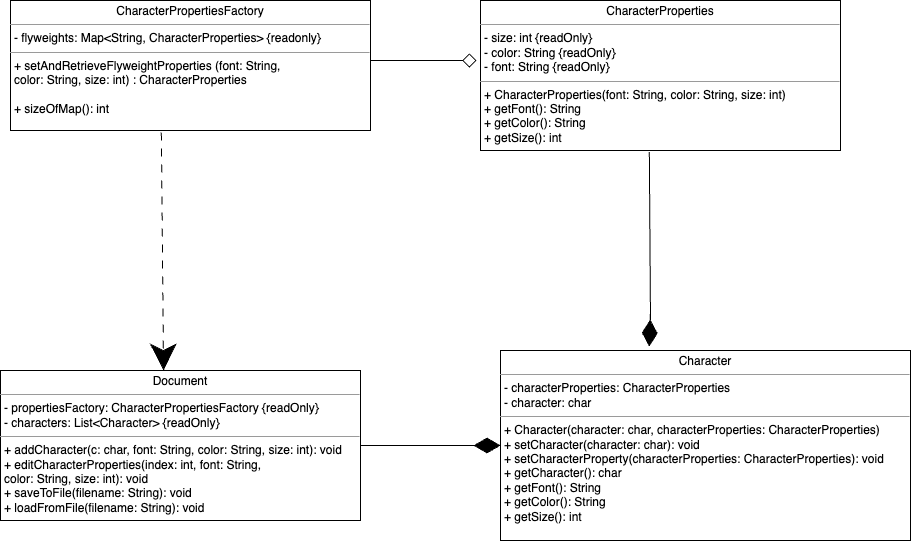 CharacterPropertiesFactory
- flyweights: Map<String, CharacterProperties> {readonly}
+ setAndRetrieveFlyweightProperties (font: String,
color: String, size: int) : CharacterProperties
+ sizeOfMap(): int
CharacterProperties
- size: int {readOnly}
- color: String {readOnly}
- font: String {readOnly}
+ CharacterProperties(font: String, color: String, size: int)
+ getFont(): String
+ getColor(): String
+ getSize(): int
Document
- propertiesFactory: CharacterPropertiesFactory {readOnly}
- characters: List<Character> {readOnly}
+ addCharacter(c: char, font: String, color: String, size: int): void
+ editCharacterProperties(index: int, font: String,
color: String, size: int): void
+ saveToFile(filename: String): void
+ loadFromFile(filename: String): void
Character
- characterProperties: CharacterProperties
- character: char
+ Character(character: char, characterProperties: CharacterProperties)
+ setCharacter(character: char): void
+ setCharacterProperty(characterProperties: CharacterProperties): void
+ getCharacter(): char
+ getFont(): String
+ getColor(): String
+ getSize(): int